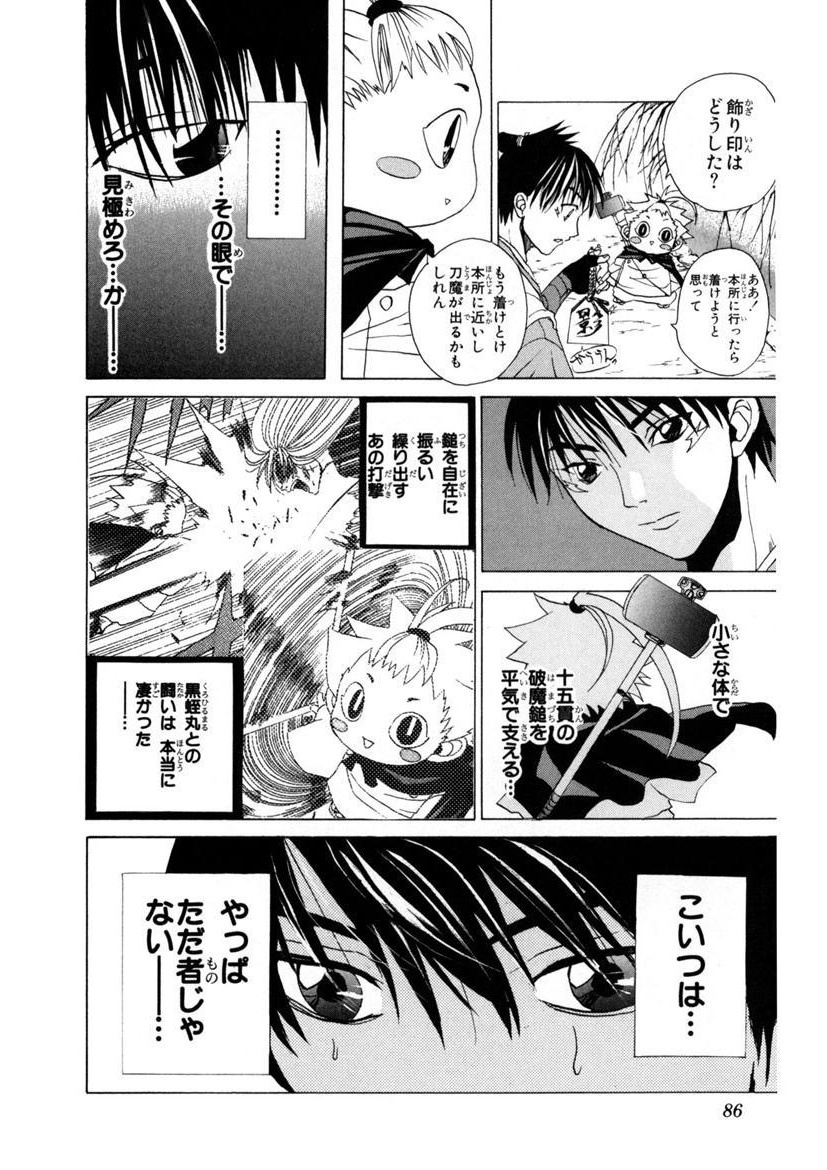 飾り印は
どうした？
ああ！
本所に行ったら
着けようと
思って
影
もう着けとけ
本所に近いし
刀魔が出るかも
しれん
…………
…その眼で――
見極めろ…か――…
小さな体で
十五貫の
破魔鎚を
平気で支える…
鎚を自在に
振るい
繰り出す
あの打撃
黒蛭丸との
闘いは 本当に
凄かった
――…
こいつは…
やっぱ
ただ者じゃ
ない――…
86